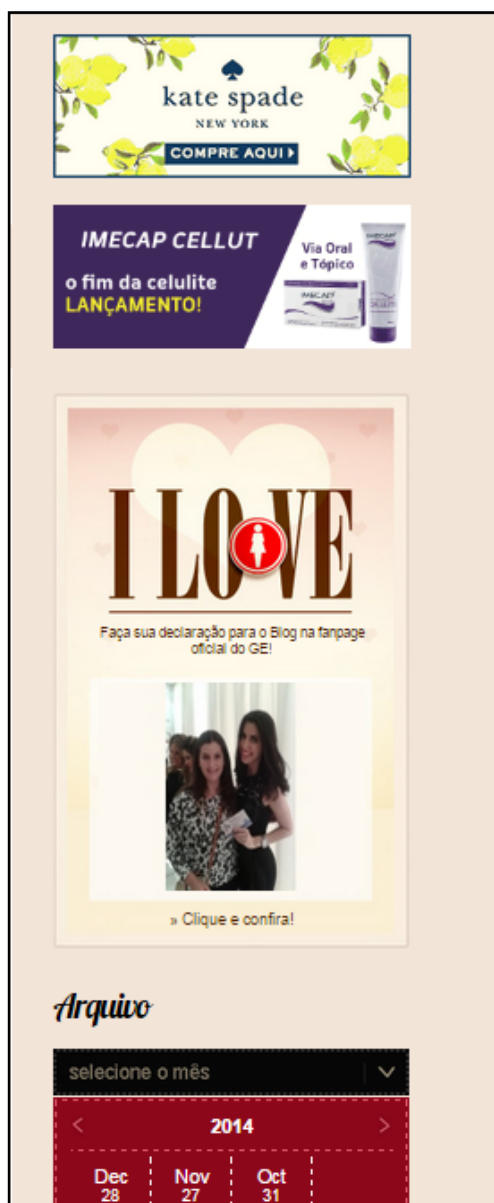 kate spade
NEW YORK
COMPRE AQUI
IMECAP CELLUT
o fim da celulite
LANÇAMENTO!
Via Oral
e Tópico
IMECAP
IMECAP
I LOVE
Faça sua declaração para o Blog na fanpage
oficial do GE!
» Clique e confira!
Arquivo
selecione o mês
< 2014 >
Dec Nov Oct
28 27 31